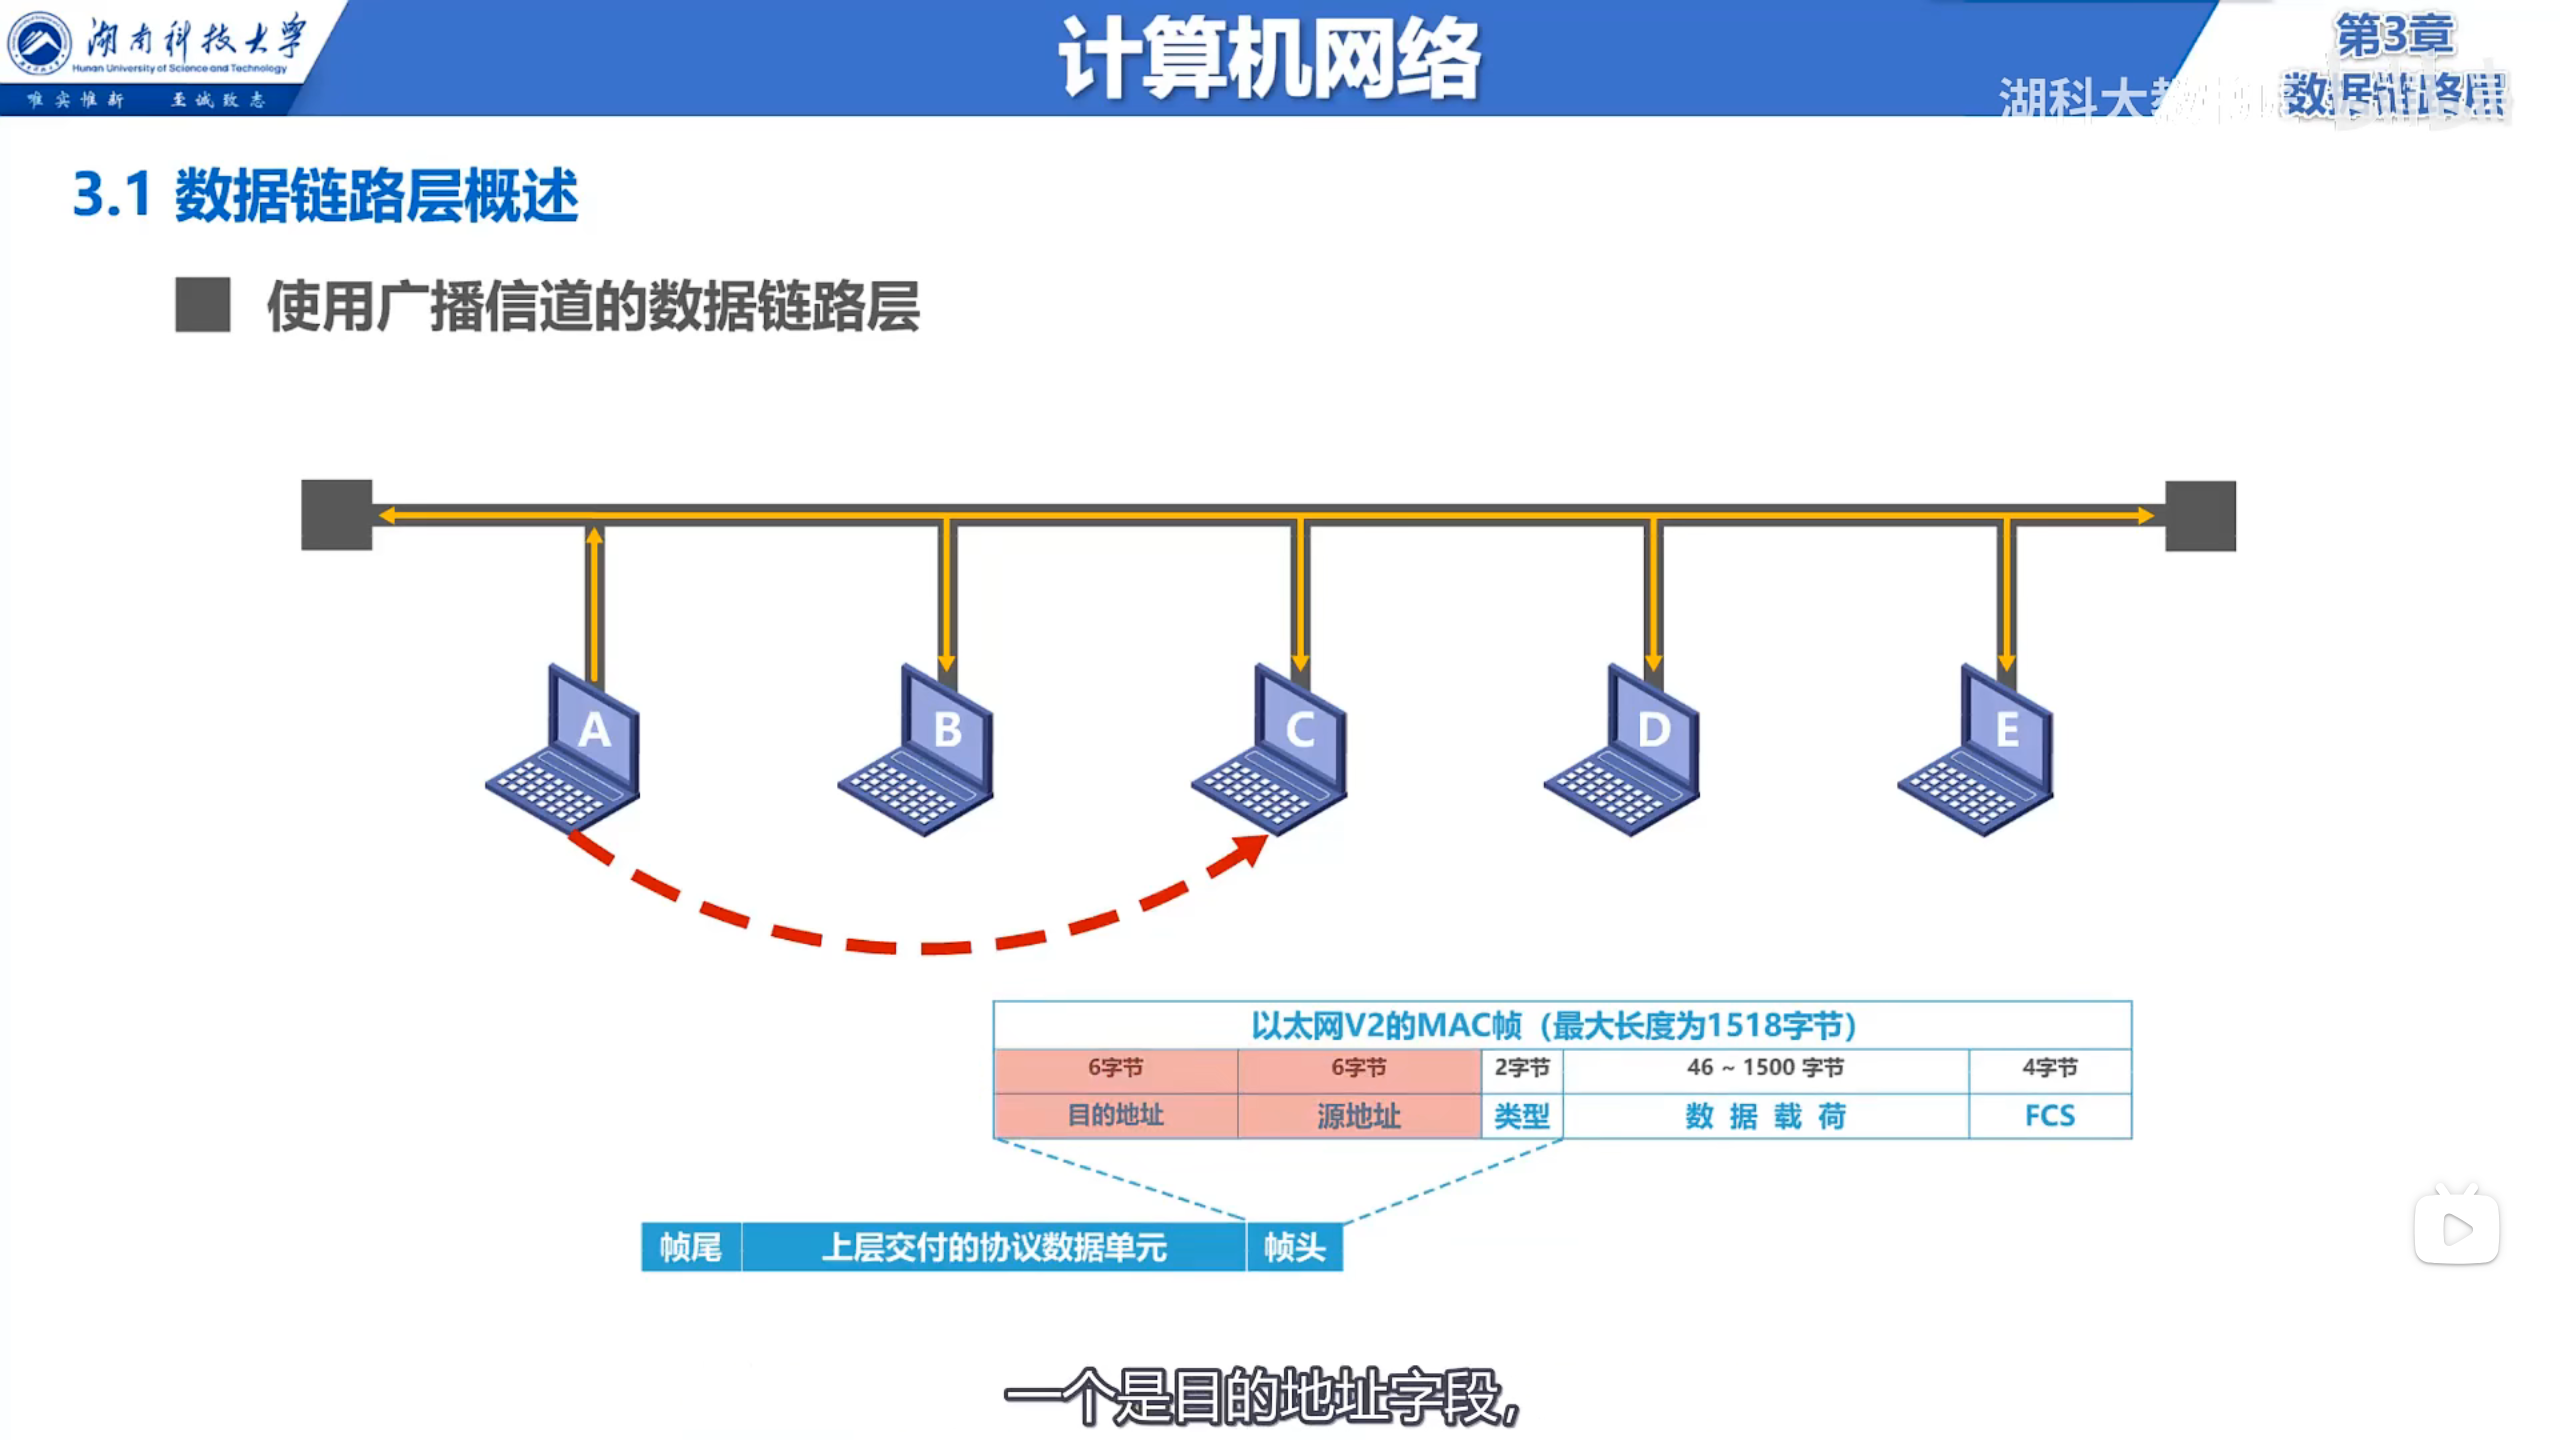 湖南科技大学
Hunan University of Science and Technology
唯实惟新 至诚致志
计算机网络
第3章
数据链路层
湖科大教书匠
3.1 数据链路层概述
使用广播信道的数据链路层
A B C D E
以太网V2的MAC帧（最大长度为1518字节）
6字节 6字节 2字节 46 ~ 1500 字节 4字节
目的地址 源地址 类型 数据载荷 FCS
帧尾 上层交付的协议数据单元 帧头
一个是目的地址字段，